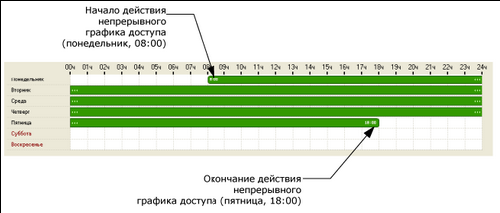 Начало действия
непрерывного
графика доступа
(понедельник, 08:00)
00ч 01ч 02ч 03ч 04ч 05ч 06ч 07ч 08ч 09ч 10ч 11ч 12ч 13ч 14ч 15ч 16ч 17ч 18ч 19ч 20ч 21ч 22ч 23ч 24ч
Понедельник
Вторник
Среда
Четверг
Пятница 18:00
Суббота
Воскресенье
Окончание действия
непрерывного
графика доступа (пятница, 18:00)